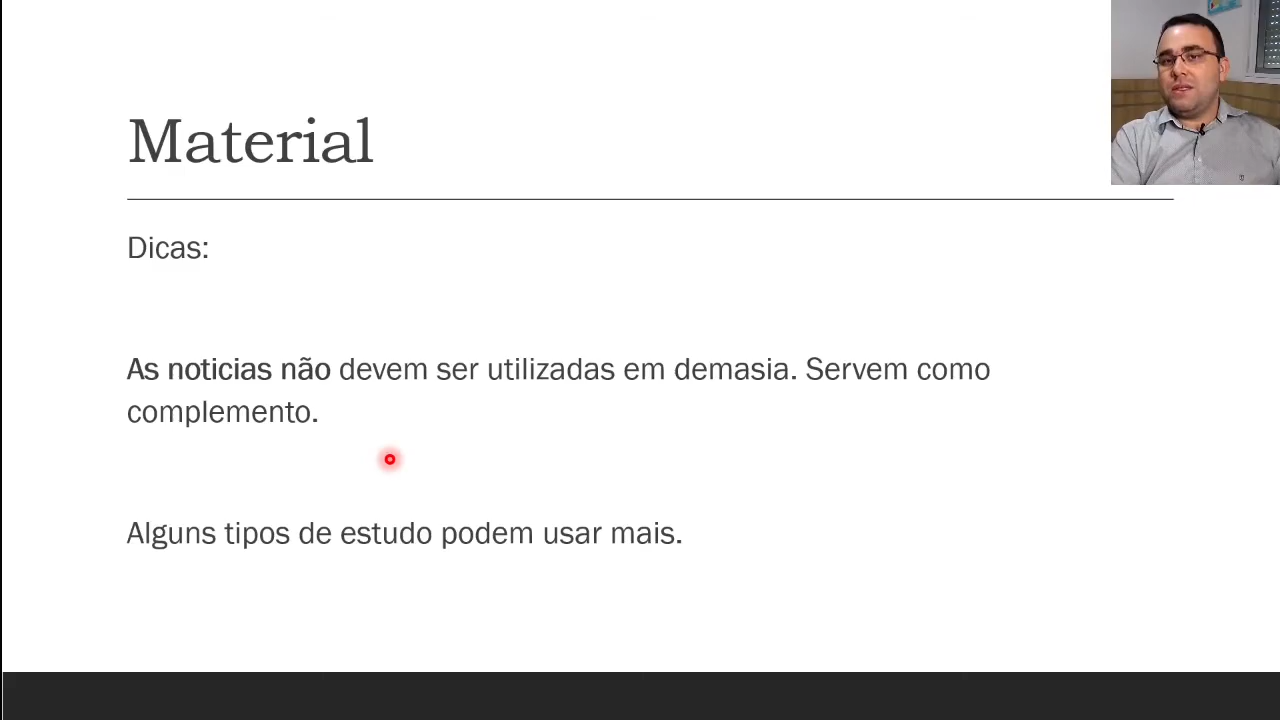 Material
Dicas:
As noticias não devem ser utilizadas em demasia. Servem como
complemento.
Alguns tipos de estudo podem usar mais.